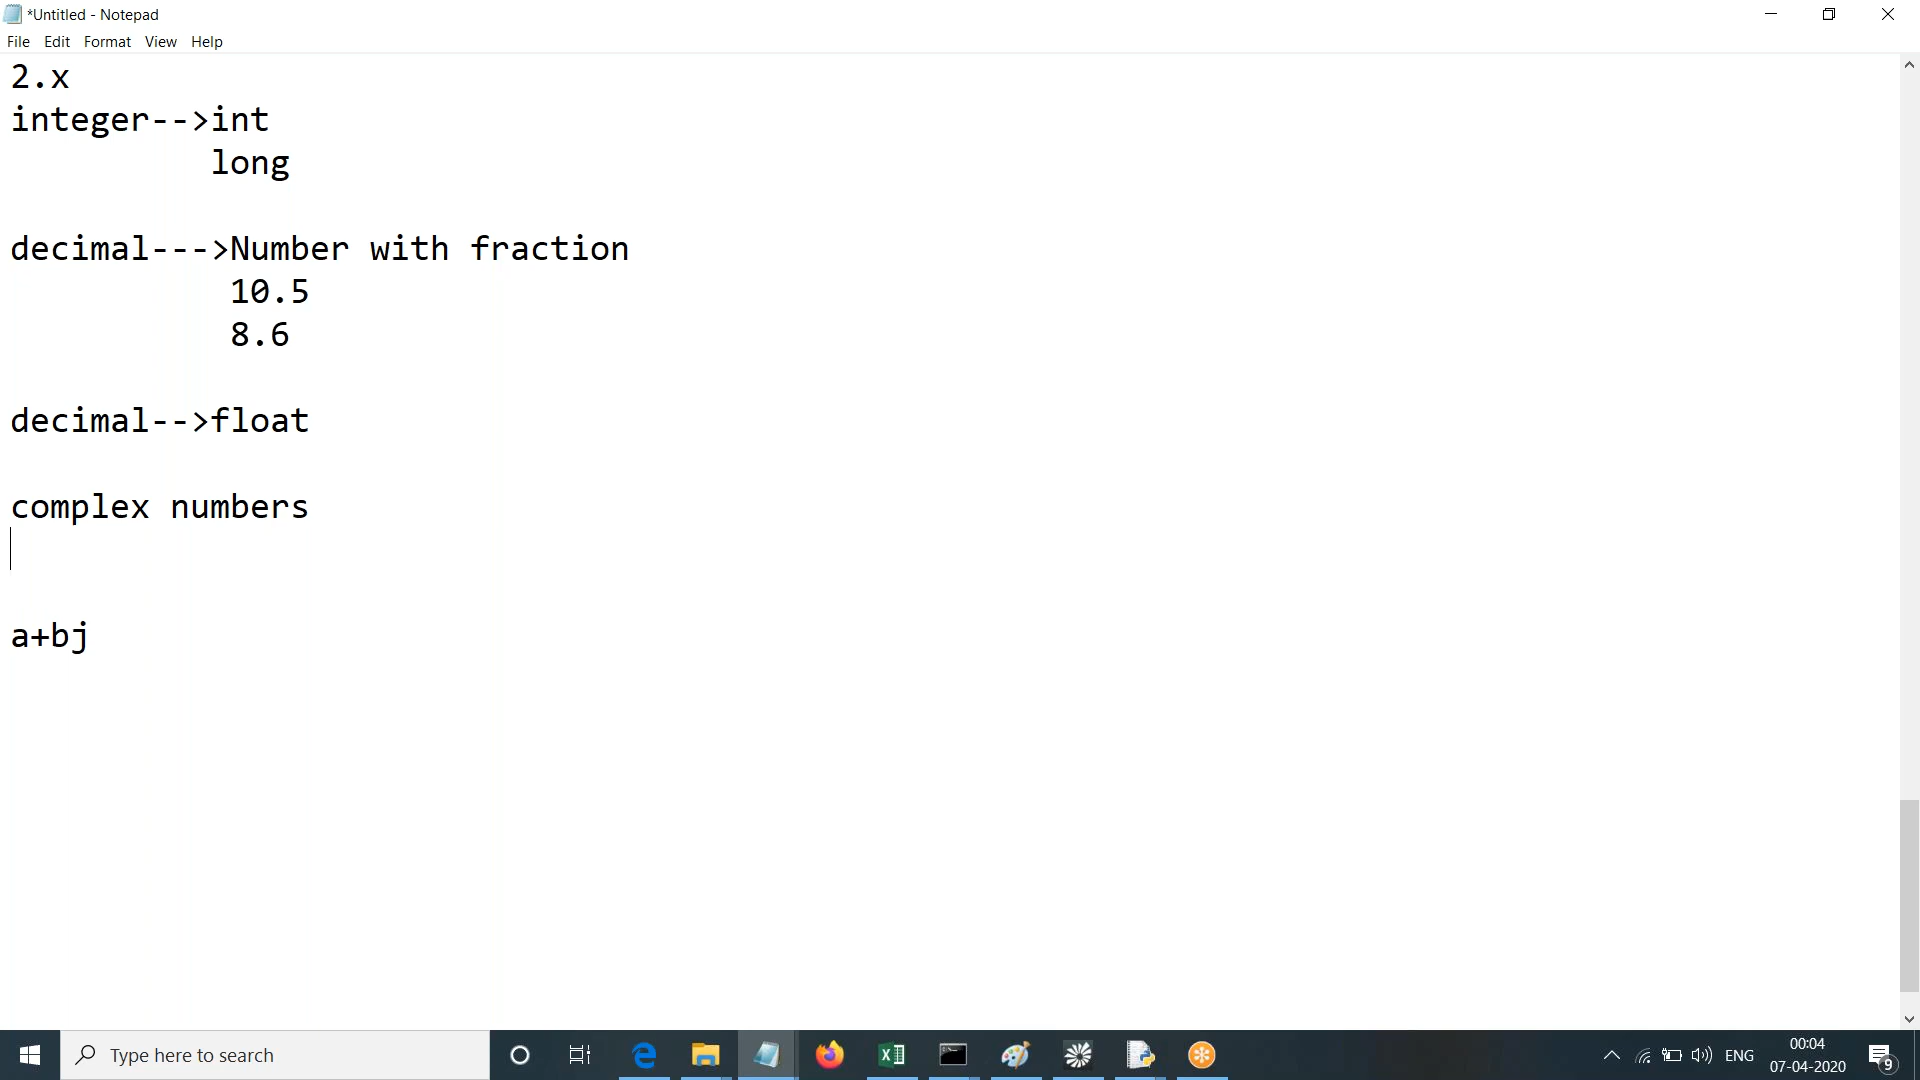 *Untitled - Notepad
File Edit Format View Help
2.x
integer-->int
long
decimal--->Number with fraction
10.5
8.6
decimal-->float
complex numbers
a+bj
Type here to search
ENG
00:04
07-04-2020
9